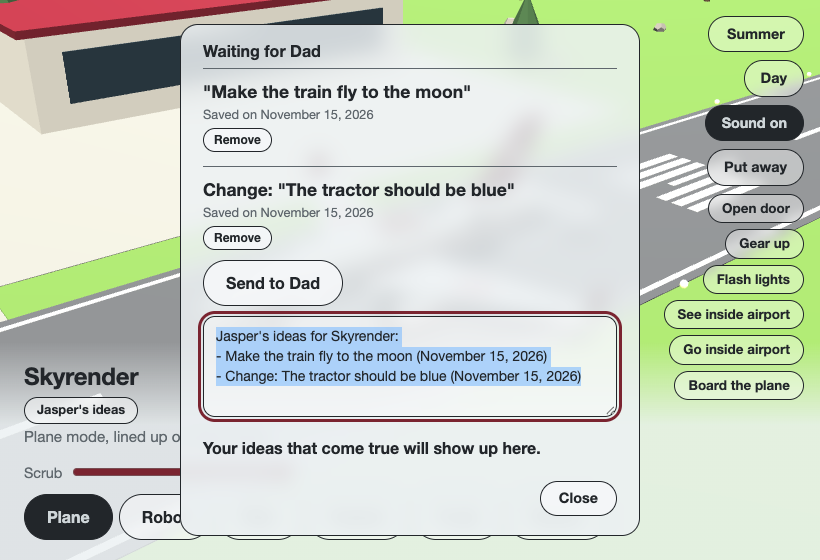 Waiting for Dad
"Make the train fly to the moon"
Saved on November 15, 2026
Remove
Change: "The tractor should be blue"
Saved on November 15, 2026
Remove
Send to Dad
Jasper's ideas for Skyrender:
- Make the train fly to the moon (November 15, 2026)
- Change: The tractor should be blue (November 15, 2026)
Your ideas that come true will show up here.
Close
Summer
Day
Sound on
Put away
Open door
Gear up
Flash lights
See inside airport
Go inside airport
Board the plane
Skyrender
Jasper's ideas
Plane mode, lined up
Scrub
Plane